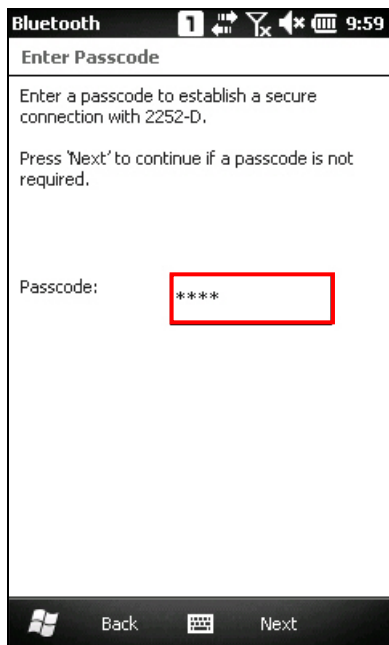 Bluetooth 1 9:59
Enter Passcode
Enter a passcode to establish a secure
connection with 2252-D.
Press 'Next' to continue if a passcode is not
required.
Passcode: ****
Back Next